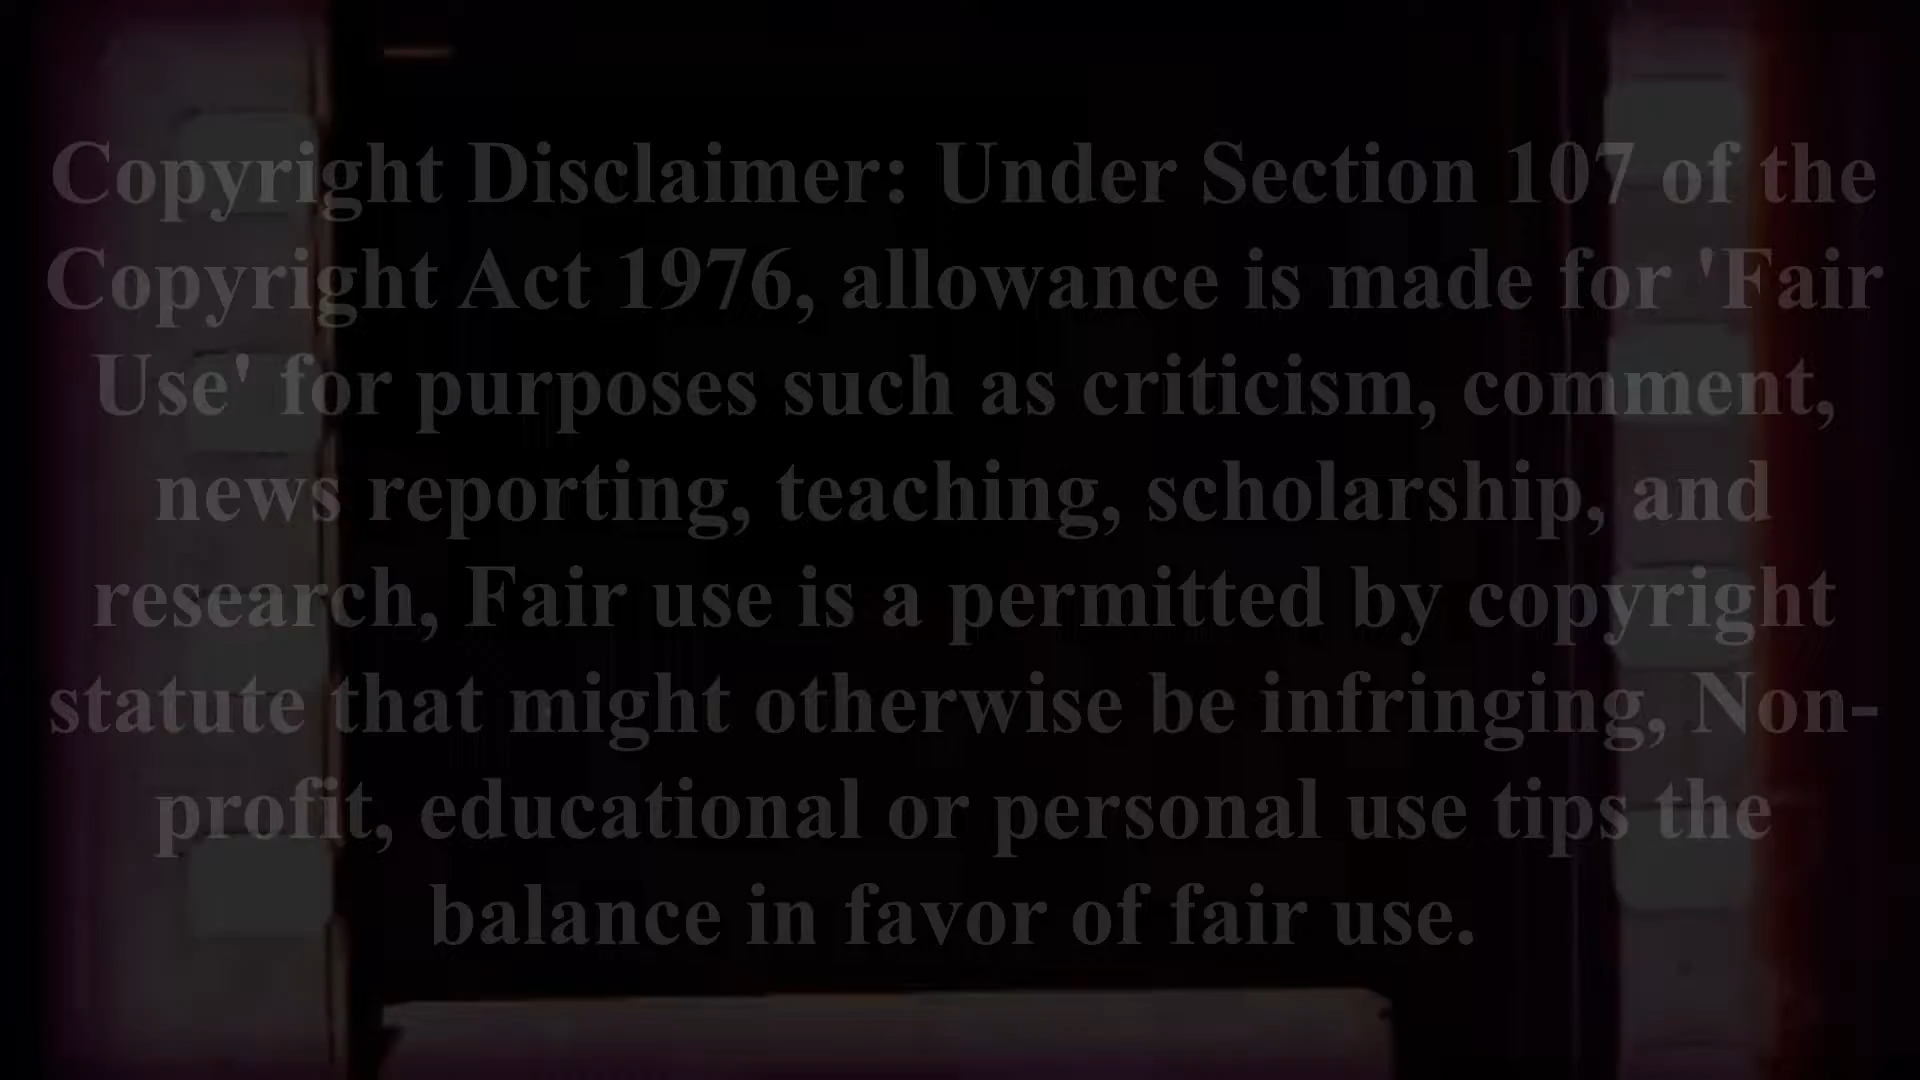 Copyright Disclaimer: Under Section 107 of the
Copyright Act 1976, allowance is made for 'Fair
Use' for purposes such as criticism, comment,
news reporting, teaching, scholarship, and
research, Fair use is a permitted by copyright
statute that might otherwise be infringing, Non-
profit, educational or personal use tips the
balance in favor of fair use.